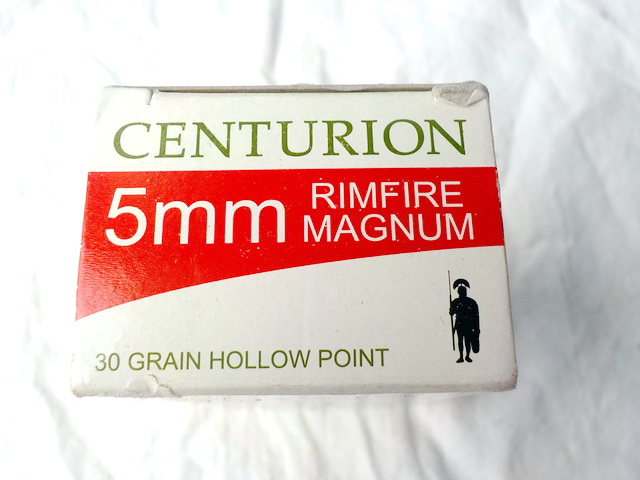 CENTURION
5mm RIMFIRE
MAGNUM
30 GRAIN HOLLOW POINT